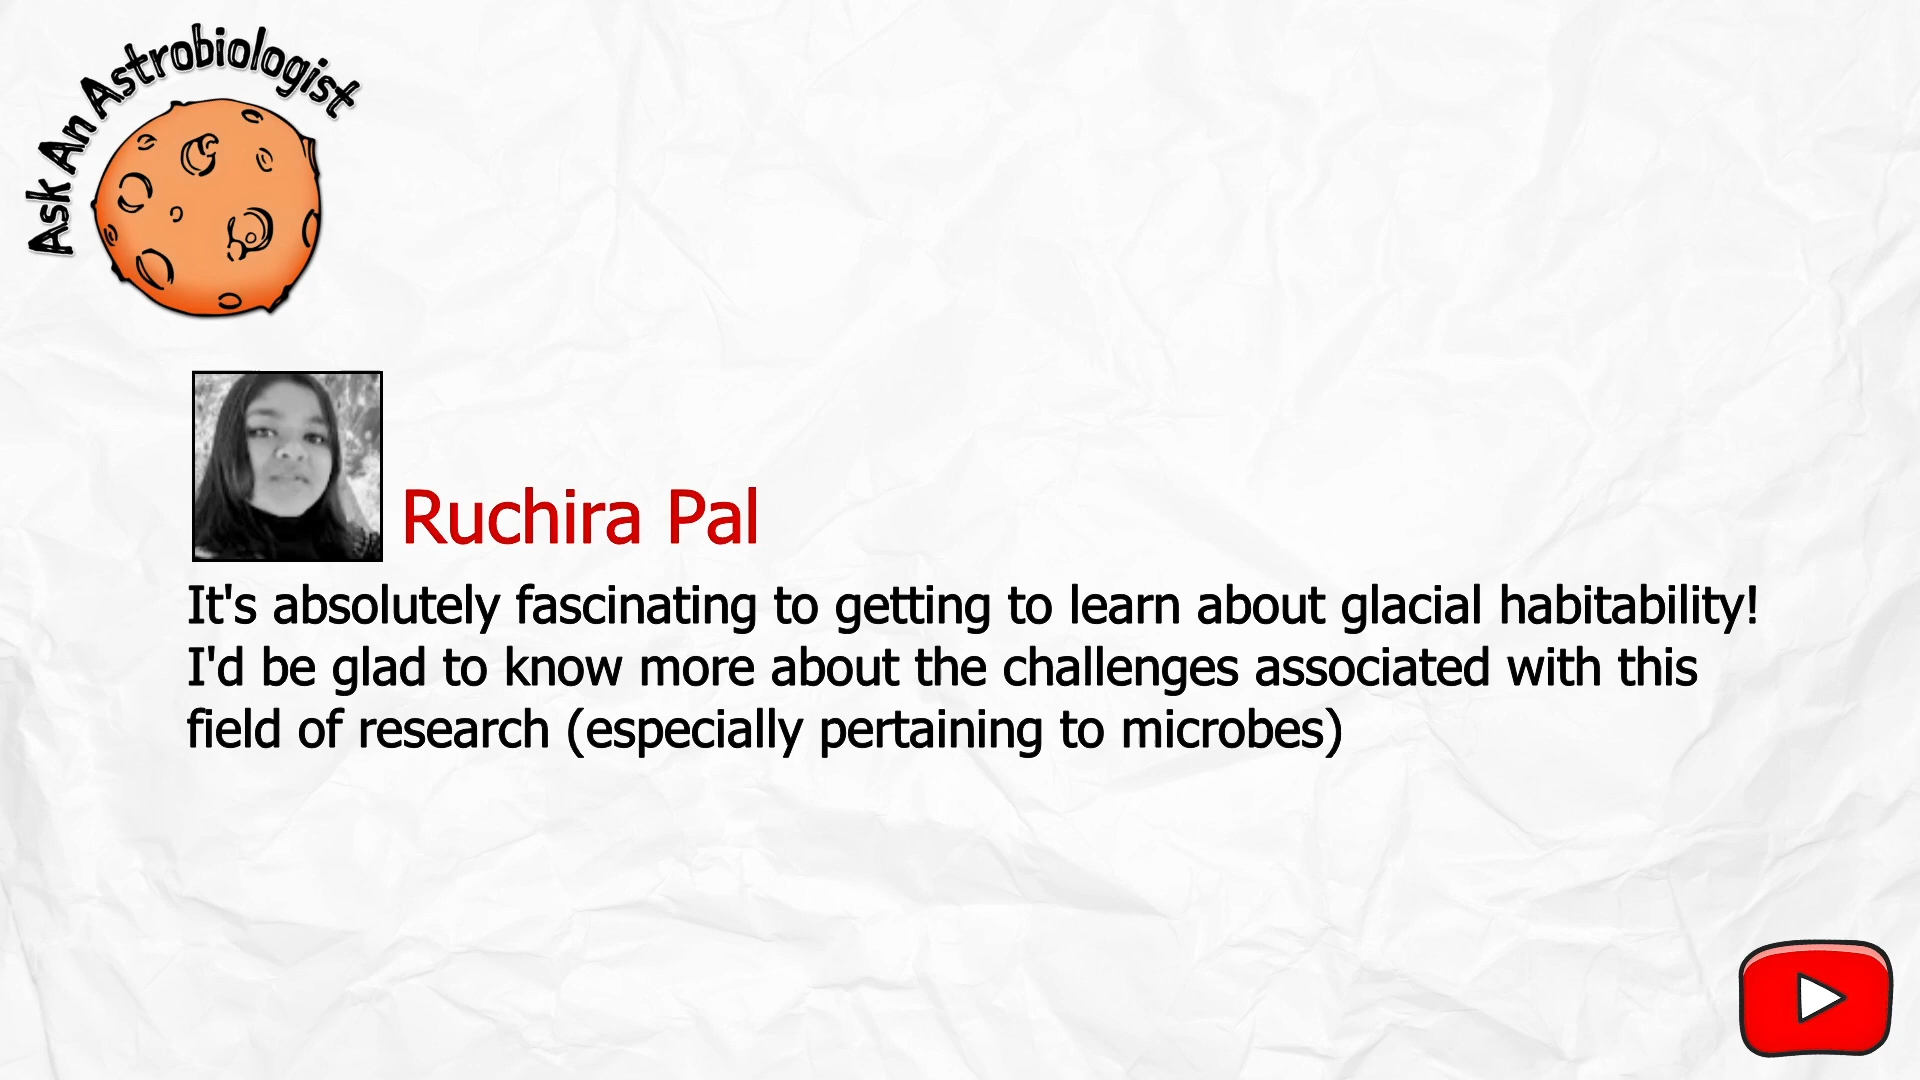 Ask An Astrobiologist
Ruchira Pal
It's absolutely fascinating to getting to learn about glacial habitability!
I'd be glad to know more about the challenges associated with this
field of research (especially pertaining to microbes)